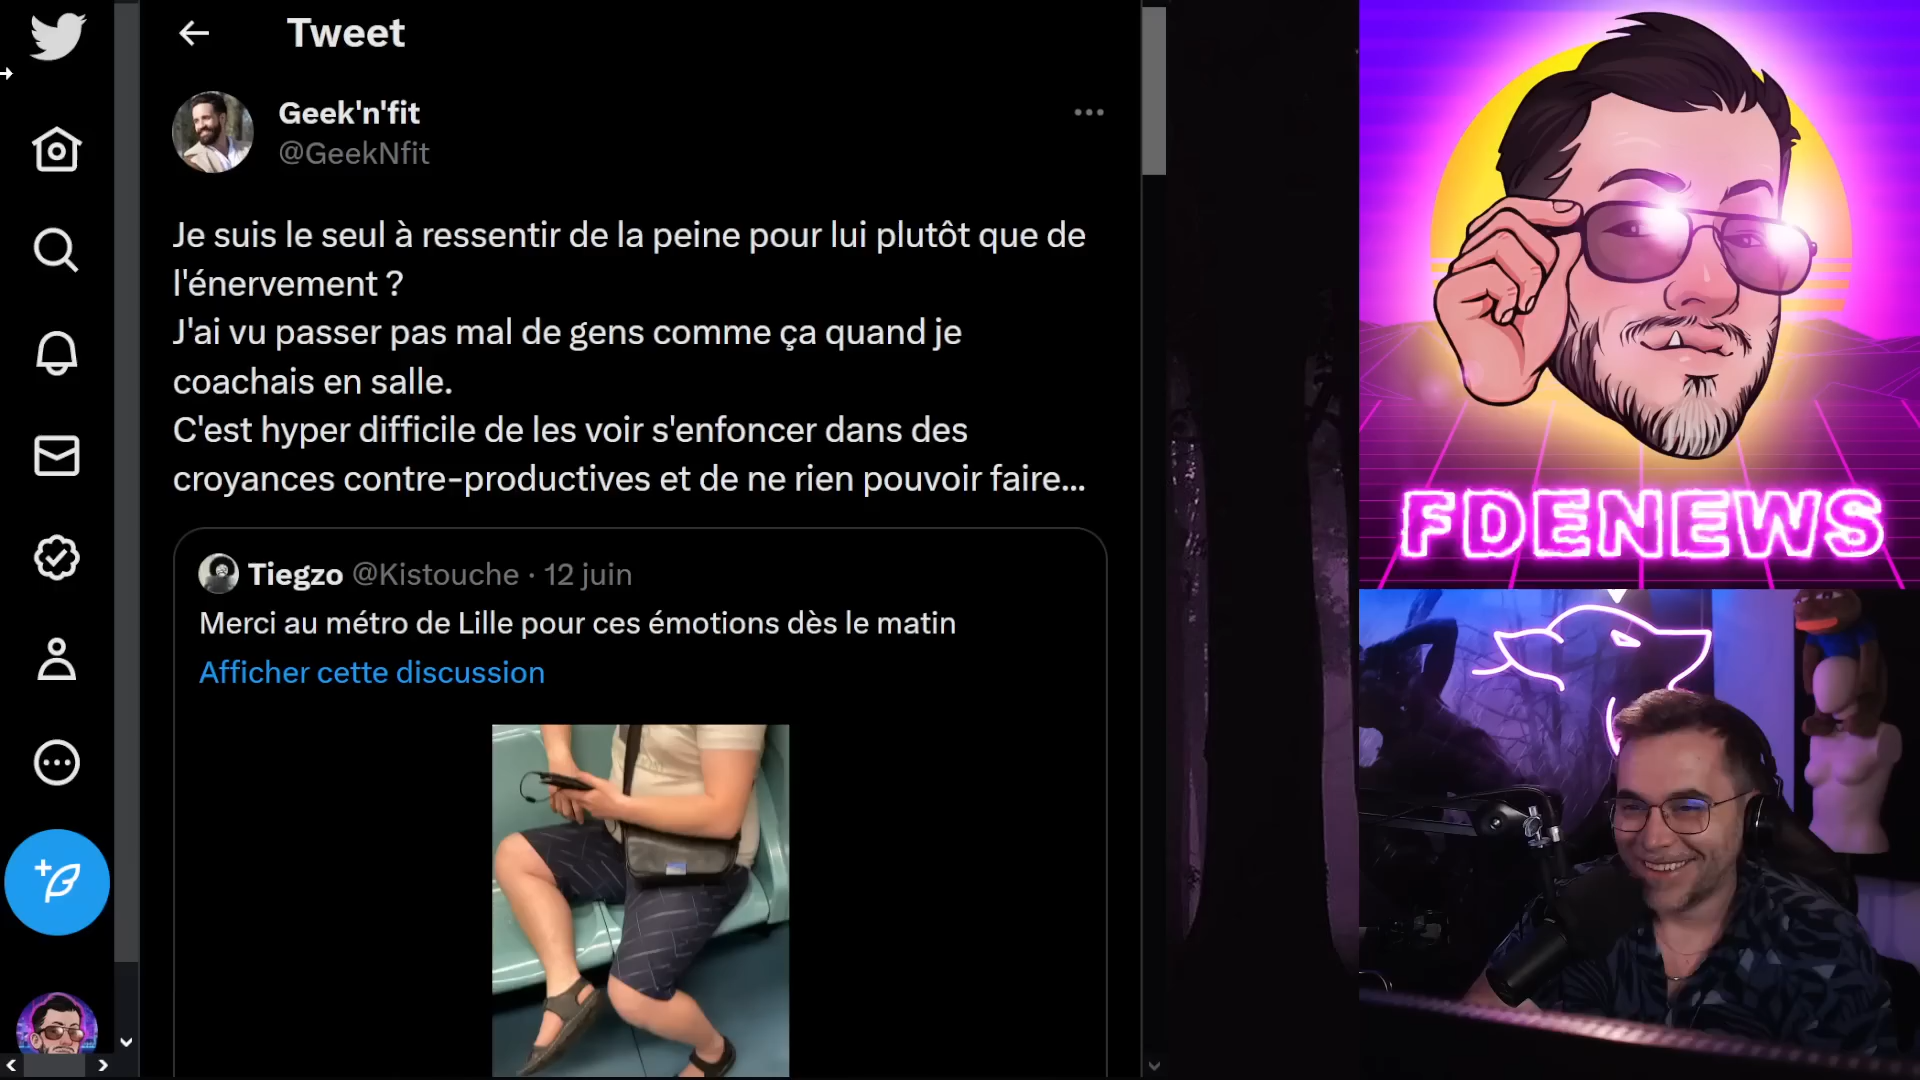 Tweet
Geek'n'fit
@GeekNfit
Je suis le seul à ressentir de la peine pour lui plutôt que de
l'énervement ?
J'ai vu passer pas mal de gens comme ça quand je
coachais en salle.
C'est hyper difficile de les voir s'enfoncer dans des
croyances contre-productives et de ne rien pouvoir faire...
Tiegzo @Kistouche · 12 juin
Merci au métro de Lille pour ces émotions dès le matin
Afficher cette discussion
FDENEWS